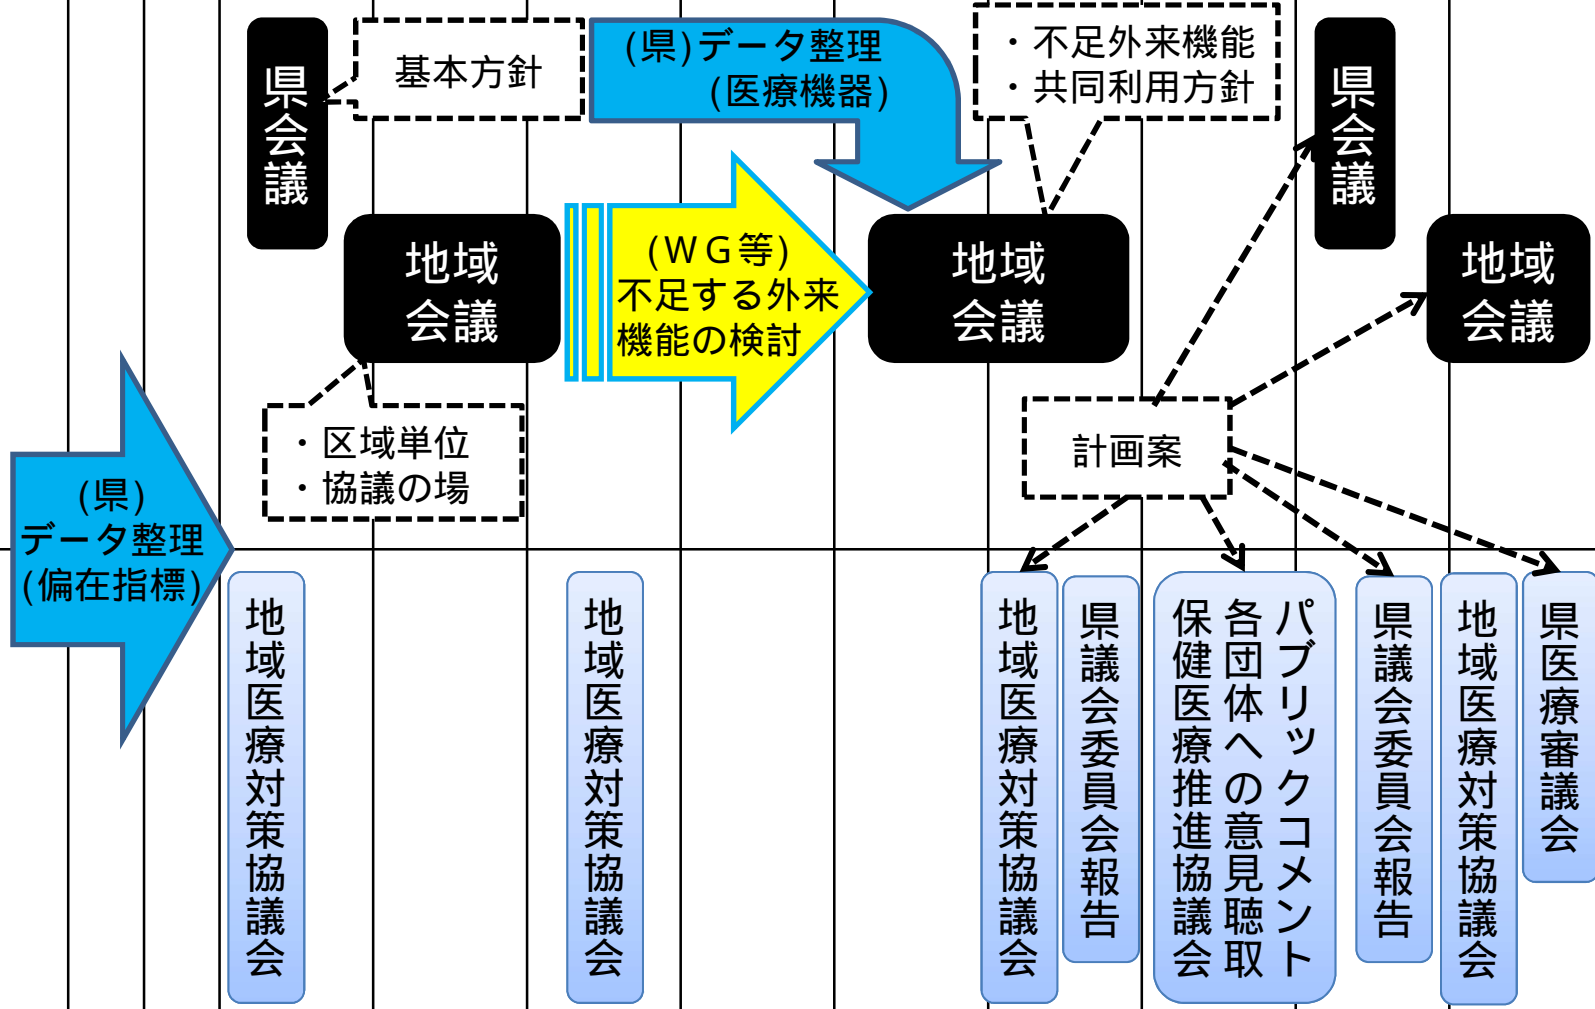 県会議
基本方針
(県)データ整理
(医療機器)
・不足外来機能
・共同利用方針
県会議
地域
会議
(WG等)
不足する外来
機能の検討
地域
会議
地域
会議
・区域単位
・協議の場
計画案
(県)
データ整理
(偏在指標)
地域医療対策協議会
地域医療対策協議会
地域医療対策協議会
県議会委員会報告
パブリックコメント
各団体への意見聴取
保健医療推進協議会
県議会委員会報告
地域医療対策協議会
県医療審議会